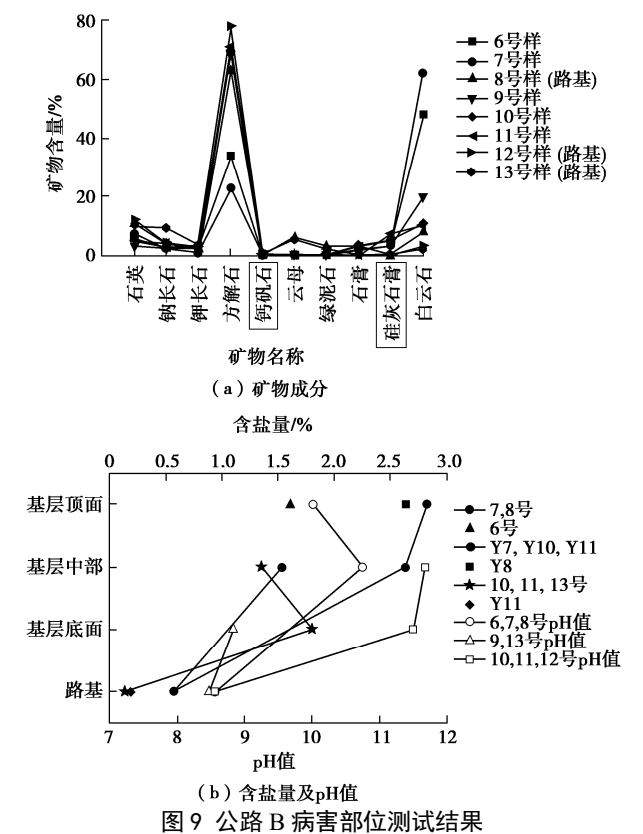 80
60
40
20
0
矿物含量/%
6号样
7号样
8号样 (路基)
9号样
10号样
11号样
12号样 (路基)
13号样 (路基)
石英
钠长石
钾长石
方解石
钙矾石
云母
绿泥石
石膏
硅灰石膏
白云石
矿物名称
（a）矿物成分
含盐量/%
0 0.5 1.0 1.5 2.0 2.5 3.0
基层顶面
基层中部
基层底面
路基
7,8号
6号
Y7, Y10, Y11
Y8
10, 11, 13号
Y11
6,7,8号pH值
9,13号pH值
10,11,12号pH值
7 8 9 10 11 12
pH值
（b）含盐量及pH值
图 9 公路 B 病害部位测试结果